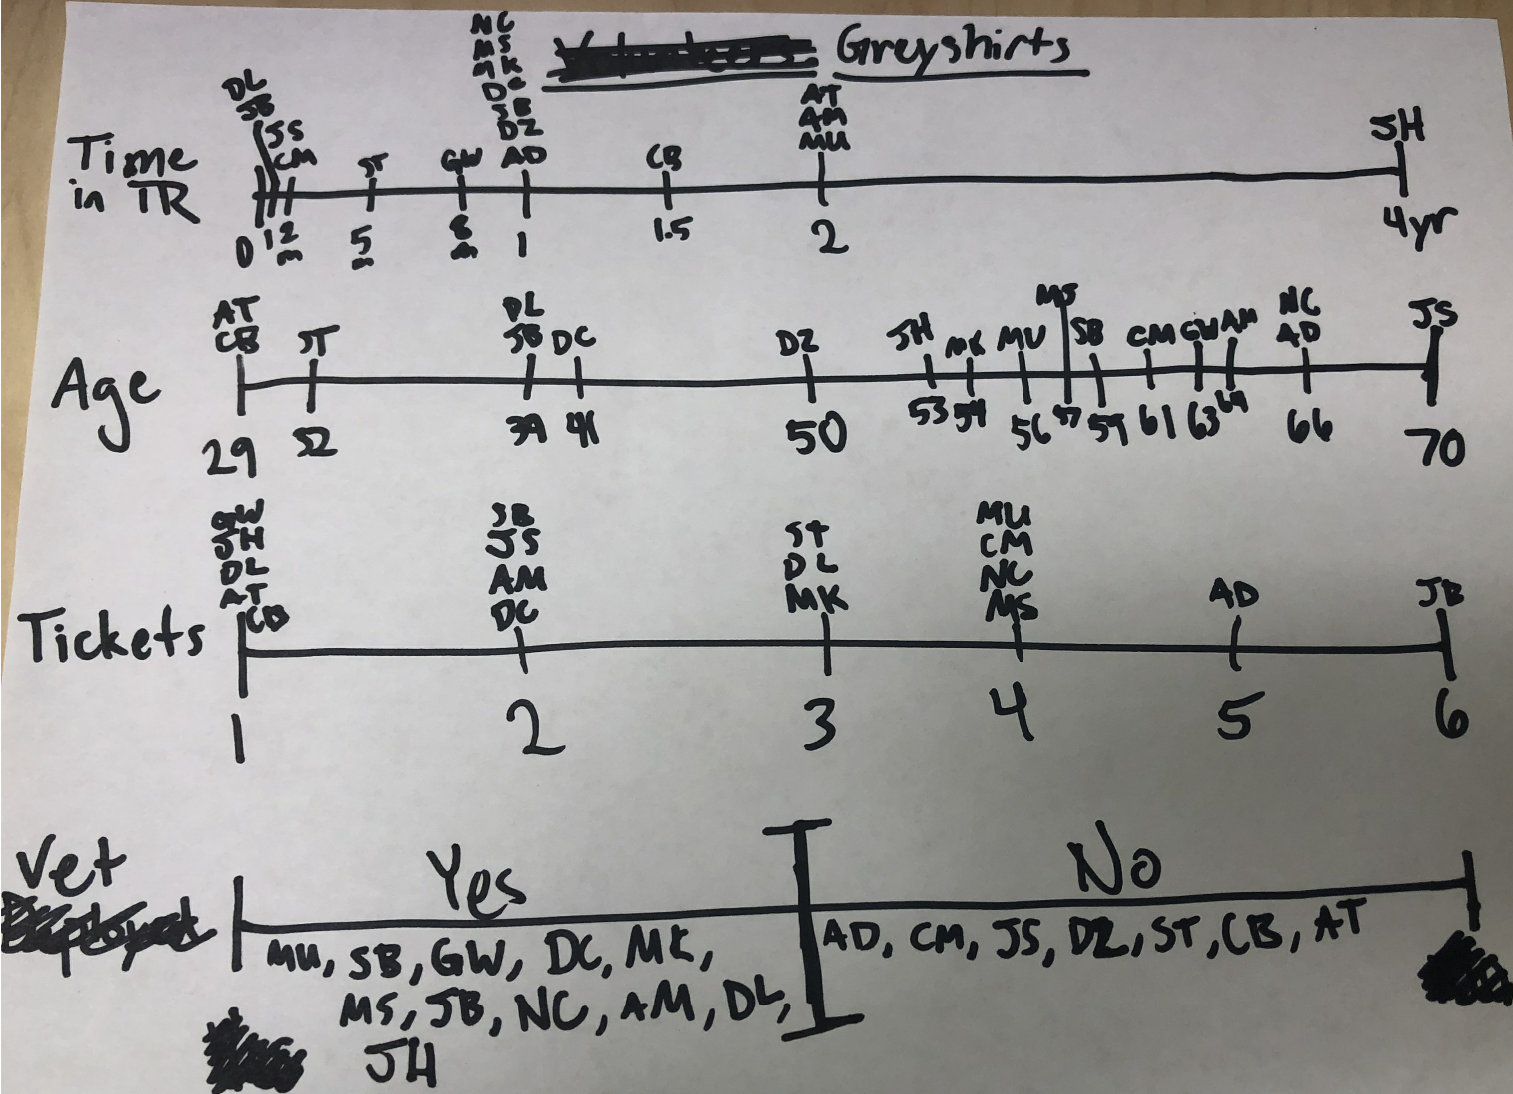 Greyshirts
Time in TR
DL
JB
JS
CM
ST
GW
NC
MS
MK
DC
SB
DZ
AD
CB
AT
AM
MU
JH
0 1 2 m
5 m
8 m
1
1.5
2
4yr
Age
AT
CB
ST
DL
JB
DC
DZ
JH
MK
MU
MS
SB
CM
GW
AM
NC
AD
JS
29
32
39
41
50
53
54
56
57
59
61
63
64
66
70
Tickets
GW
JH
DL
AT
CB
SB
JS
AM
DC
ST
DL
MK
MU
CM
NC
MS
AD
JB
1 2 3 4 5 6
Vet
Yes
No
MU, SB, GW, DC, MK,
MS, JB, NC, AM, DL,
JH
AD, CM, JS, DZ, ST, CB, AT